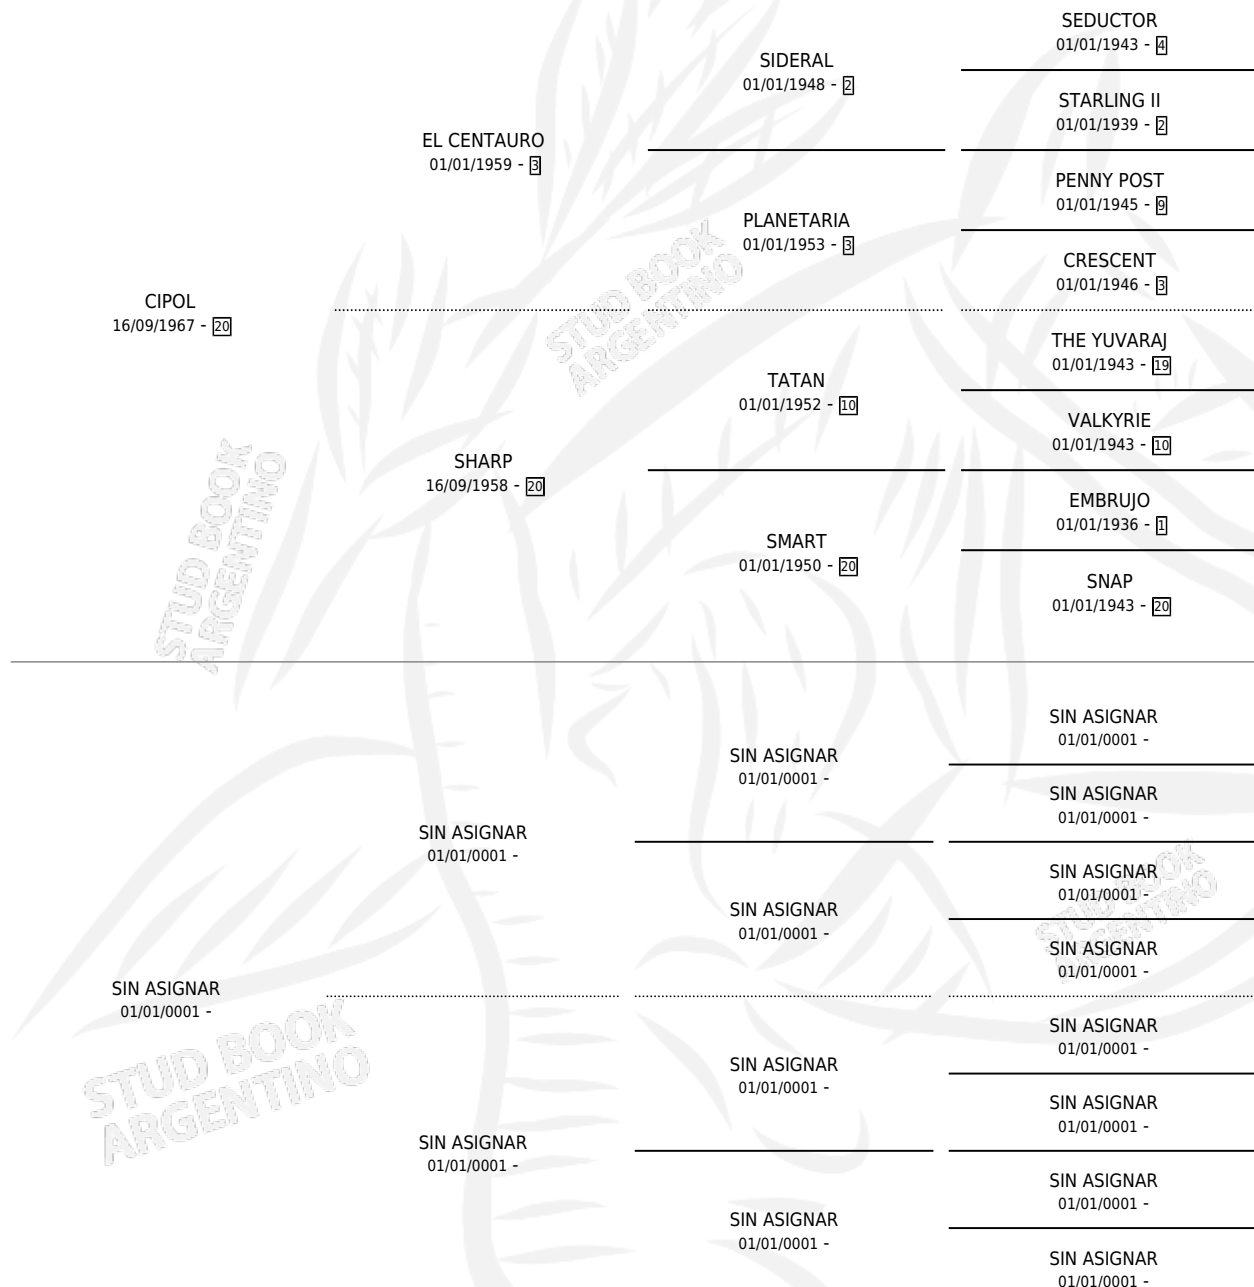 SEDUCTOR
01/01/1943 - 4
SIDERAL
01/01/1948 - 2
STARLING II
01/01/1939 - 2
EL CENTAURO
01/01/1959 - 3
PENNY POST
01/01/1945 - 9
PLANETARIA
01/01/1953 - 3
CRESCENT
01/01/1946 - 3
CIPOL
16/09/1967 - 20
THE YUVARAJ
01/01/1943 - 19
TATAN
01/01/1952 - 10
VALKYRIE
01/01/1943 - 10
SHARP
16/09/1958 - 20
EMBRUJO
01/01/1936 - 1
SMART
01/01/1950 - 20
SNAP
01/01/1943 - 20
STUD BOOK
ARGENTINO
STUD BOOK
ARGENTINO
SIN ASIGNAR
01/01/0001 -
SIN ASIGNAR
01/01/0001 -
SIN ASIGNAR
01/01/0001 -
SIN ASIGNAR
01/01/0001 -
SIN ASIGNAR
01/01/0001 -
SIN ASIGNAR
01/01/0001 -
SIN ASIGNAR
01/01/0001 -
SIN ASIGNAR
01/01/0001 -
SIN ASIGNAR
01/01/0001 -
SIN ASIGNAR
01/01/0001 -
SIN ASIGNAR
01/01/0001 -
SIN ASIGNAR
01/01/0001 -
SIN ASIGNAR
01/01/0001 -
SIN ASIGNAR
01/01/0001 -
SIN ASIGNAR
01/01/0001 -
STUD BOOK
ARGENTINO
STUD BOOK
ARGENTINO